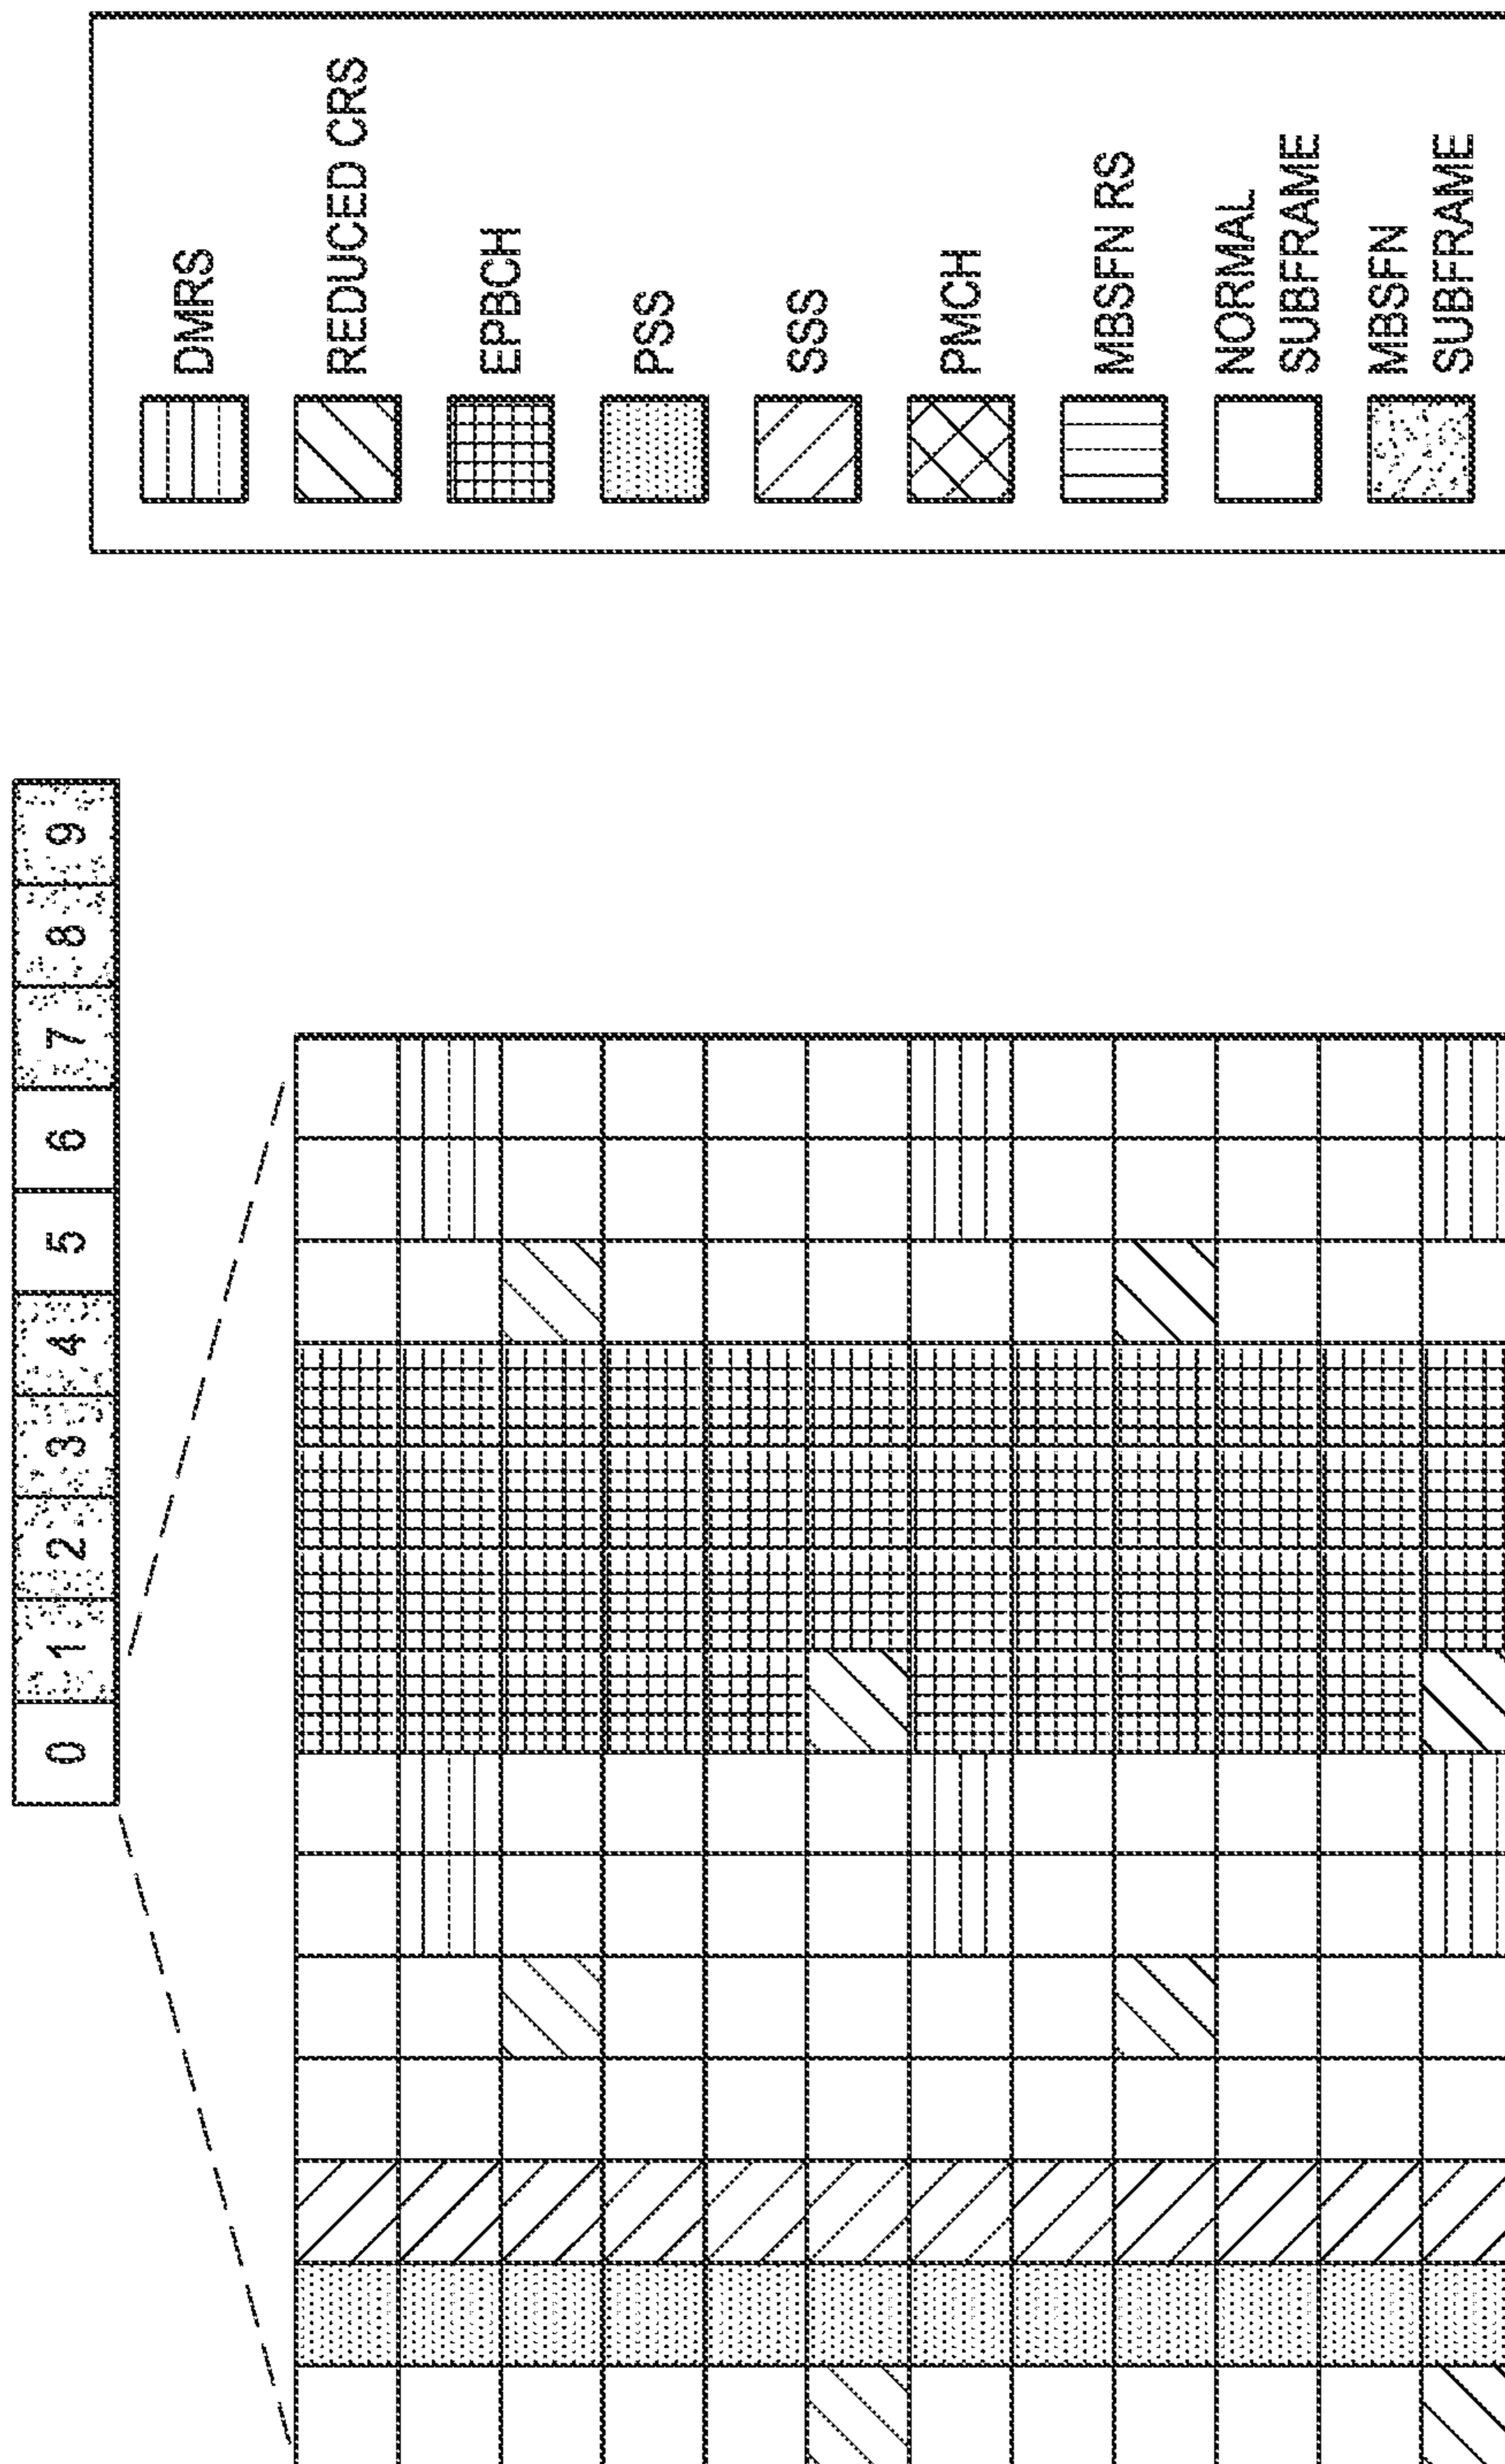 0 1 2 3 4 5 6 7 8 9
DMRS
REDUCED CRS
EPBCH
PSS
SSS
PMCH
MBSFN RS
NORMAL
SUBFRAME
MBSFN
SUBFRAME